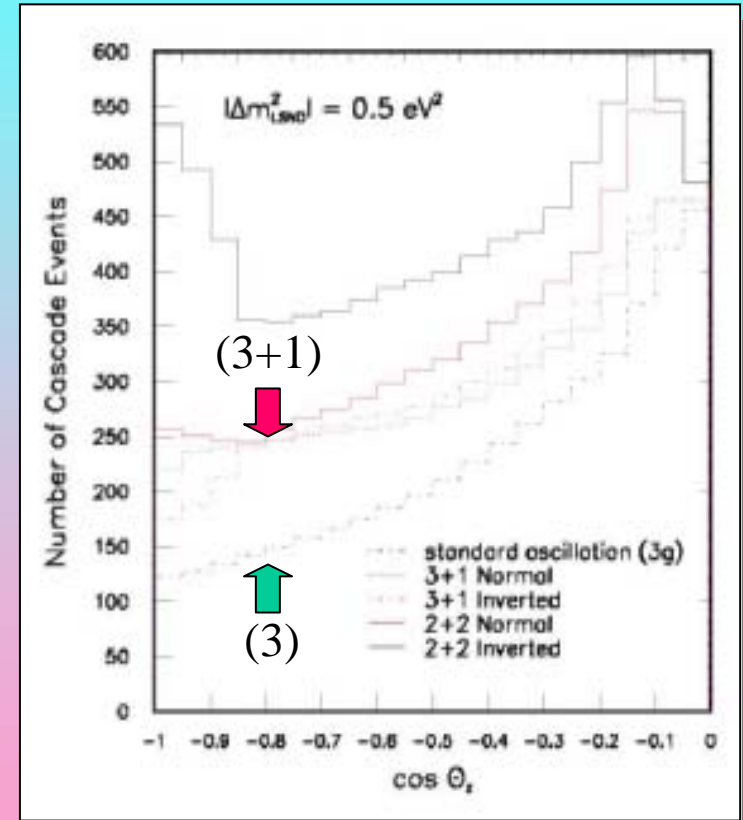 600
550
500
450
400
350
300
250
200
150
100
50
0
Number of Cascade Events
|Δm²LSND| = 0.5 eV²
(3+1)
(3)
standard oscillation (3g)
3+1 Normal
3+1 Inverted
2+2 Normal
2+2 Inverted
-1 -0.9 -0.8 -0.7 -0.6 -0.5 -0.4 -0.3 -0.2 -0.1 0
cos Θz